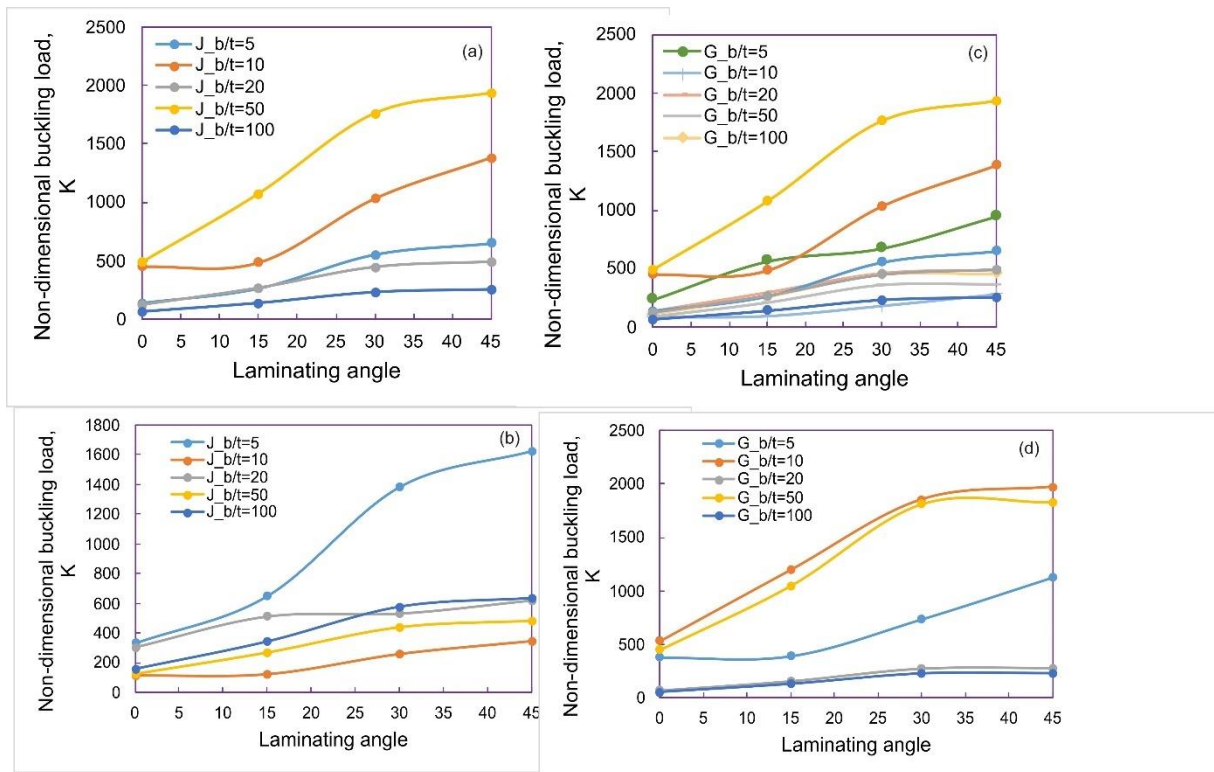 (a)
Non-dimensional buckling load,
K
2500
2000
1500
1000
500
0
J_b/t=5
J_b/t=10
J_b/t=20
J_b/t=50
J_b/t=100
0 5 10 15 20 25 30 35 40 45
Laminating angle
(c)
Non-dimensional buckling load,
K
2500
2000
1500
1000
500
0
G_b/t=5
G_b/t=10
G_b/t=20
G_b/t=50
G_b/t=100
0 5 10 15 20 25 30 35 40 45
Laminating angle
(b)
Non-dimensional buckling load,
K
1800
1600
1400
1200
1000
800
600
400
200
0
J_b/t=5
J_b/t=10
J_b/t=20
J_b/t=50
J_b/t=100
0 5 10 15 20 25 30 35 40 45
Laminating angle
(d)
Non-dimensional buckling load,
K
2500
2000
1500
1000
500
0
G_b/t=5
G_b/t=10
G_b/t=20
G_b/t=50
G_b/t=100
0 5 10 15 20 25 30 35 40 45
Laminating angle